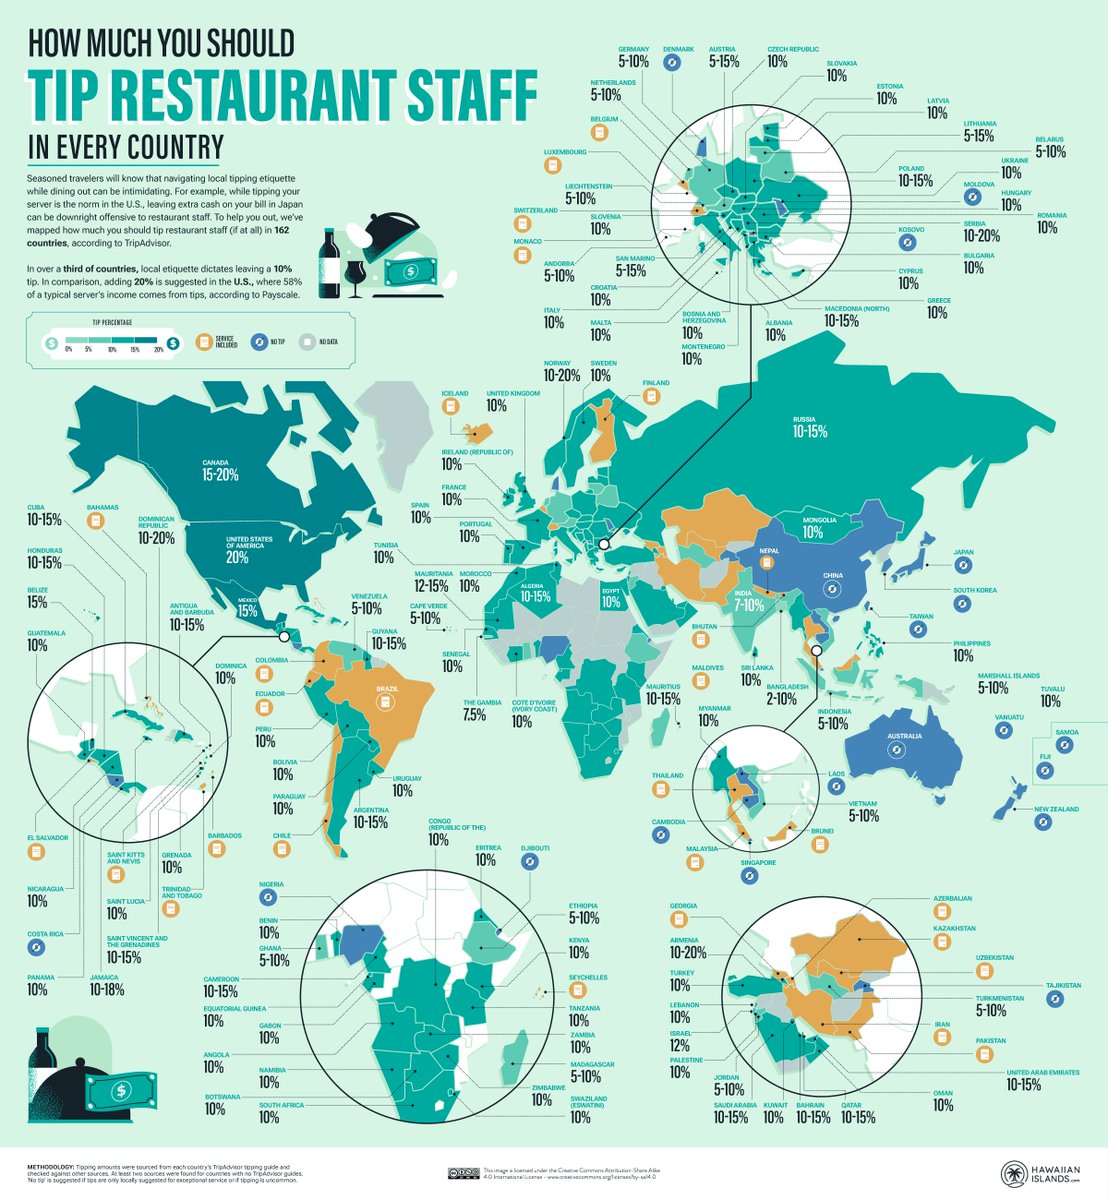 HOW MUCH YOU SHOULD
TIP RESTAURANT STAFF
IN EVERY COUNTRY
Seasoned travelers will know that navigating local tipping etiquette
while dining out can be intimidating. For example, while tipping your
server is the norm in the U.S., leaving extra cash on your bill in Japan
can be downright offensive to restaurant staff. To help you out, we've
mapped how much you should tip restaurant staff (if at all) in 162
countries, according to TripAdvisor.
In over a third of countries, local etiquette dictates leaving a 10%
tip. In comparison, adding 20% is suggested in the U.S., where 58%
of a typical server's income comes from tips, according to Payscale.
TIP PERCENTAGE
0% 5% 10% 15% 20%
SERVICE
INCLUDED
NO TIP
NO DATA
GERMANY
5-10%
DENMARK
AUSTRIA
5-15%
CZECH REPUBLIC
10%
SLOVAKIA
10%
ESTONIA
10%
LATVIA
10%
LITHUANIA
5-15%
BELARUS
5-10%
NETHERLANDS
5-10%
BELGIUM
LUXEMBOURG
LIECHTENSTEIN
5-10%
SWITZERLAND
SLOVENIA
10%
MONACO
ANDORRA
5-10%
SAN MARINO
5-15%
CROATIA
10%
ITALY
10%
MALTA
10%
BOSNIA AND
HERZEGOVINA
10%
MONTENEGRO
10%
ALBANIA
10%
MACEDONIA (NORTH)
10-15%
GREECE
10%
CYPRUS
10%
BULGARIA
10%
KOSOVO
SERBIA
10-20%
ROMANIA
10%
HUNGARY
10%
MOLDOVA
UKRAINE
10%
POLAND
10-15%
NORWAY
10-20%
SWEDEN
10%
FINLAND
ICELAND
UNITED KINGDOM
10%
IRELAND (REPUBLIC OF)
10%
FRANCE
10%
SPAIN
10%
PORTUGAL
10%
TUNISIA
10%
MAURITANIA
12-15%
MOROCCO
10%
CAPE VERDE
5-10%
ALGERIA
10-15%
EGYPT
10%
SENEGAL
10%
THE GAMBIA
7.5%
COTE D'IVOIRE
(IVORY COAST)
10%
MAURITIUS
10-15%
RUSSIA
10-15%
MONGOLIA
10%
CHINA
NEPAL
INDIA
7-10%
BHUTAN
MALDIVES
SRI LANKA
10%
BANGLADESH
2-10%
JAPAN
SOUTH KOREA
TAIWAN
PHILIPPINES
10%
MARSHALL ISLANDS
5-10%
TUVALU
10%
VANUATU
SAMOA
FIJI
NEW ZEALAND
AUSTRALIA
INDONESIA
5-10%
MYANMAR
10%
THAILAND
CAMBODIA
MALAYSIA
SINGAPORE
BRUNEI
VIETNAM
5-10%
LAOS
CANADA
15-20%
UNITED STATES
OF AMERICA
20%
MEXICO
15%
CUBA
10-15%
BAHAMAS
DOMINICAN
REPUBLIC
10-20%
HONDURAS
10-15%
BELIZE
15%
ANTIGUA
AND BARBUDA
10-15%
GUATEMALA
10%
DOMINICA
10%
VENEZUELA
5-10%
GUYANA
10-15%
COLOMBIA
ECUADOR
BRAZIL
PERU
10%
BOLIVIA
10%
PARAGUAY
10%
CHILE
URUGUAY
10%
ARGENTINA
10-15%
EL SALVADOR
NICARAGUA
10%
COSTA RICA
PANAMA
10%
JAMAICA
10-18%
SAINT KITTS
AND NEVIS
SAINT LUCIA
10%
SAINT VINCENT AND
THE GRENADINES
10-15%
GRENADA
10%
TRINIDAD
AND TOBAGO
BARBADOS
CONGO
(REPUBLIC OF THE)
10%
ERITREA
10%
DJIBOUTI
NIGERIA
BENIN
10%
GHANA
5-10%
CAMEROON
10-15%
EQUATORIAL GUINEA
10%
GABON
10%
ANGOLA
10%
NAMIBIA
10%
BOTSWANA
10%
SOUTH AFRICA
10%
ETHIOPIA
5-10%
KENYA
10%
SEYCHELLES
TANZANIA
10%
ZAMBIA
10%
MADAGASCAR
5-10%
ZIMBABWE
10%
SWAZILAND
(ESWATINI)
10%
GEORGIA
ARMENIA
10-20%
TURKEY
10%
LEBANON
10%
ISRAEL
12%
PALESTINE
10%
JORDAN
5-10%
SAUDI ARABIA
10-15%
KUWAIT
10%
BAHRAIN
10-15%
QATAR
10-15%
OMAN
10%
UNITED ARAB EMIRATES
10-15%
PAKISTAN
IRAN
TURKMENISTAN
5-10%
TAJIKISTAN
UZBEKISTAN
KAZAKHSTAN
AZERBAIJAN
METHODOLOGY: Tipping amounts were sourced from each country's TripAdvisor tipping guide and
checked against other sources. At least two sources were found for countries with no TripAdvisor guides.
'No tip' is suggested if tips are only locally suggested for exceptional service or if tipping is uncommon.
This image is licensed under the Creative Commons Attribution-Share Alike
4.0 International License - www.creativecommons.org/licenses/by-sa/4.0
HAWAIIAN
ISLANDS.com